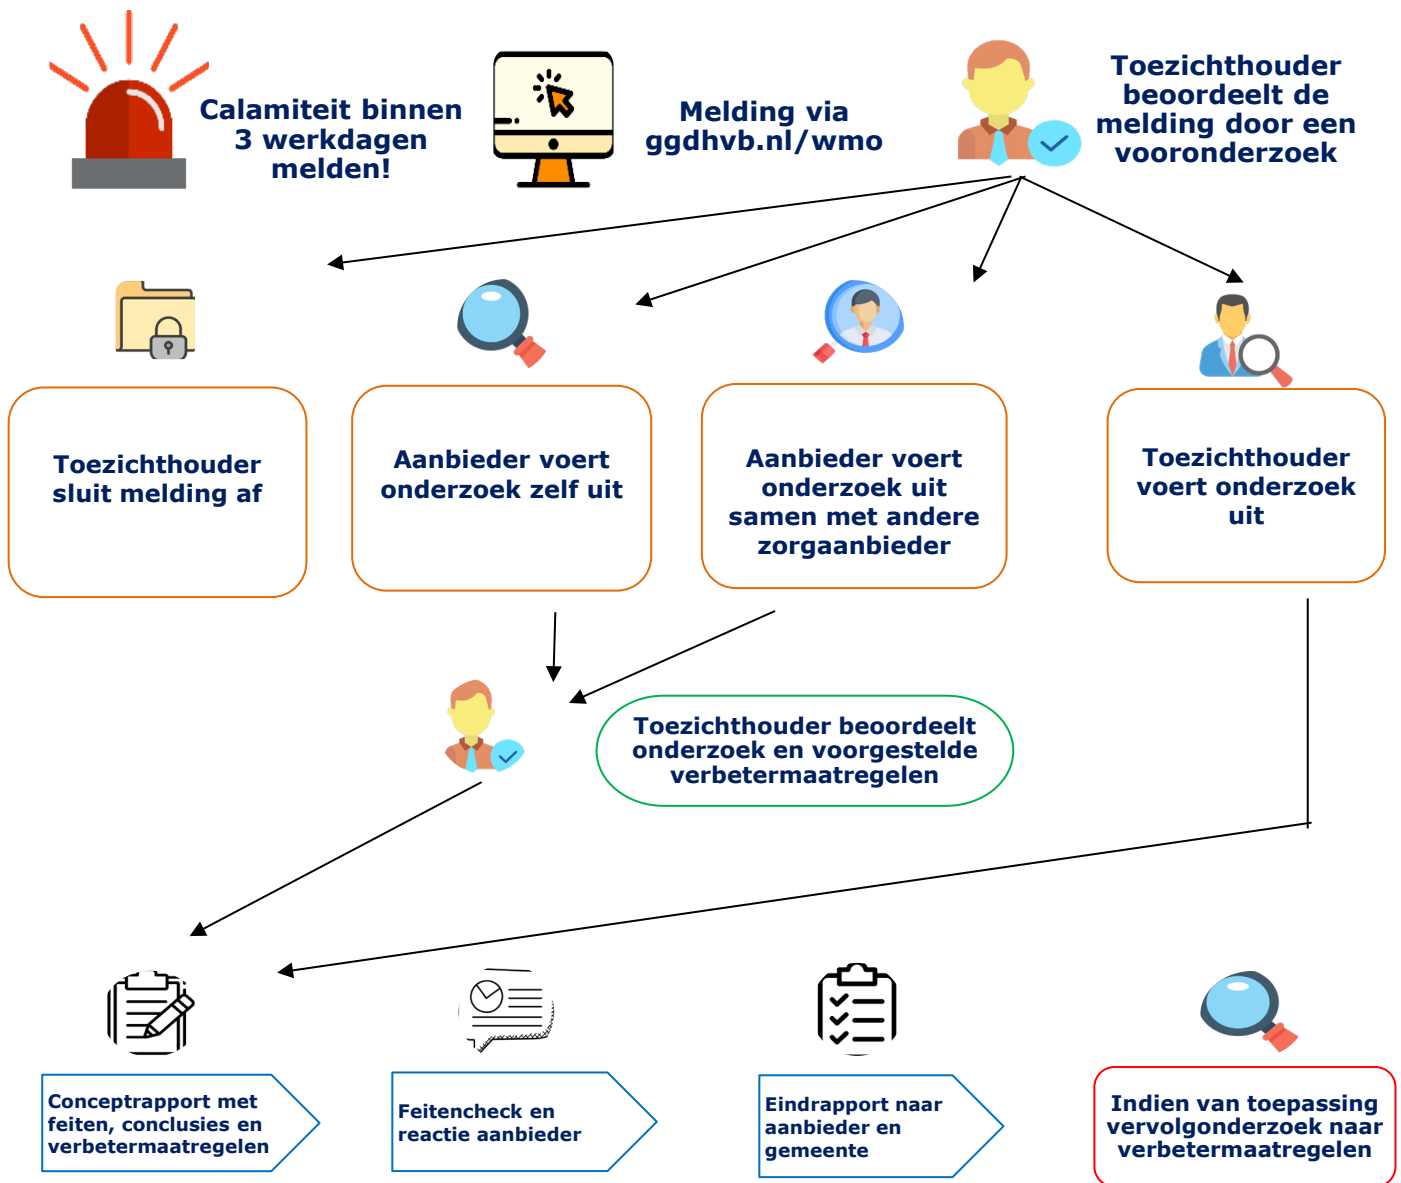 Calamiteit binnen
3 werkdagen
melden!
Melding via
ggdhvb.nl/wmo
Toezichthouder
beoordeelt de
melding door een
vooronderzoek
Toezichthouder
sluit melding af
Aanbieder voert
onderzoek zelf uit
Aanbieder voert
onderzoek uit
samen met andere
zorgaanbieder
Toezichthouder
voert onderzoek
uit
Toezichthouder beoordeelt
onderzoek en voorgestelde
verbetermaatregelen
Conceptrapport met
feiten, conclusies en
verbetermaatregelen
Feitencheck en
reactie aanbieder
Eindrapport naar
aanbieder en
gemeente
Indien van toepassing
vervolgonderzoek naar
verbetermaatregelen